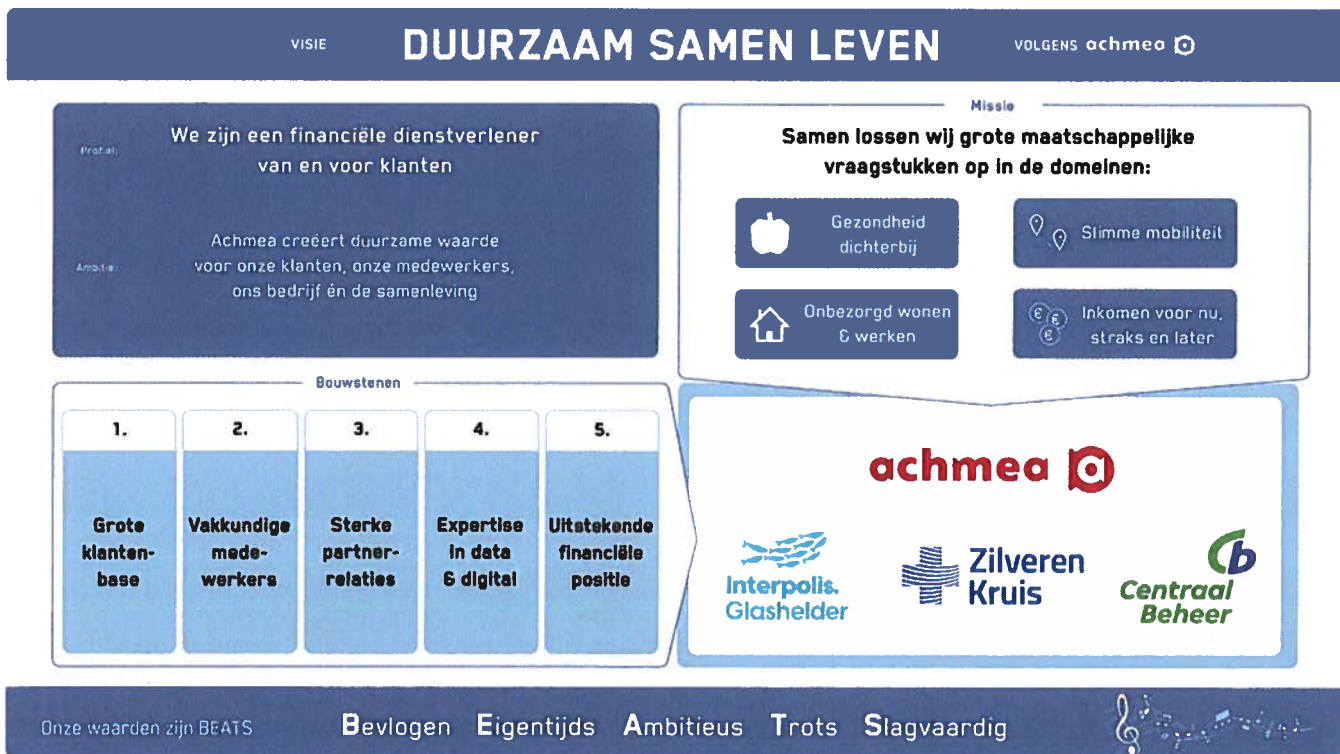 VISIE
DUURZAAM SAMEN LEVEN
VOLGENS achmea
Profiel:
We zijn een financiële dienstverlener
van en voor klanten
Ambitie:
Achmea creëert duurzame waarde
voor onze klanten, onze medewerkers,
ons bedrijf én de samenleving
Missie
Samen lossen wij grote maatschappelijke
vraagstukken op in de domeinen:
Gezondheid
dichterbij
Slimme mobiliteit
Onbezorgd wonen
& werken
€ € €
Inkomen voor nu,
straks en later
Bouwstenen
1.
Grote
klanten-
base
2.
Vakkundige
mede-
werkers
3.
Sterke
partner-
relaties
4.
Expertise
in data
& digital
5.
Uitstekende
financiële
positie
achmea
Interpolis.
Glashelder
Zilveren
Kruis
Cb
Centraal
Beheer
Onze waarden zijn BEATS
Bevlogen Eigentijds Ambitieus Trots Slagvaardig